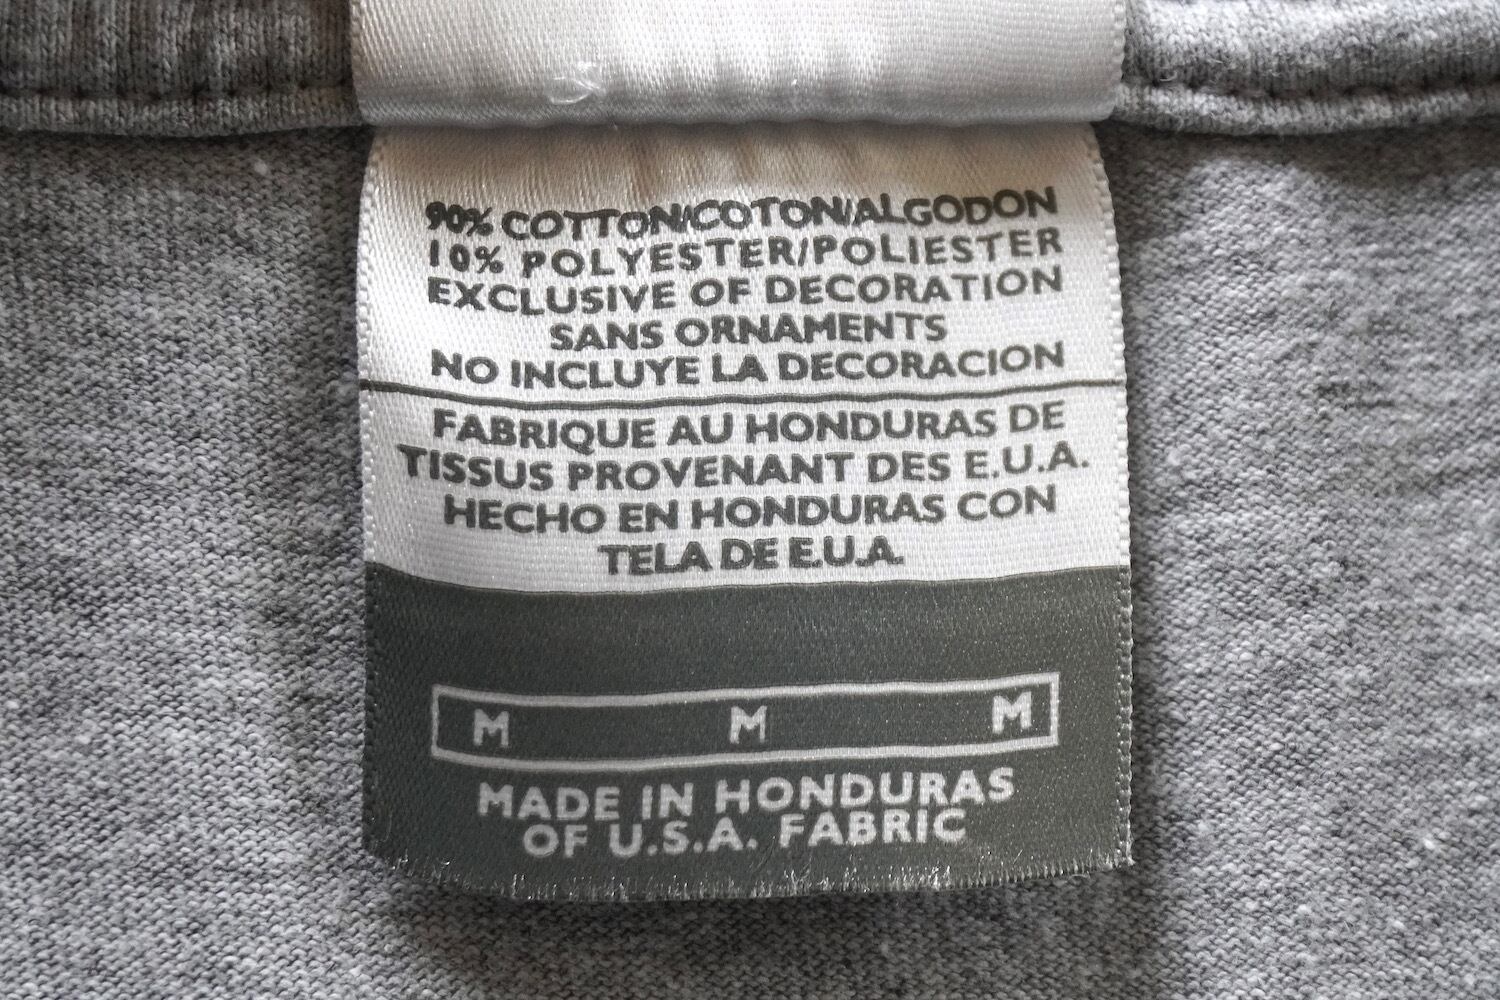 90% COTTON/COTON/ALGODON
10% POLYESTER/POLIESTER
EXCLUSIVE OF DECORATION
SANS ORNAMENTS
NO INCLUYE LA DECORACION
FABRIQUE AU HONDURAS DE
TISSUS PROVENANT DES E.U.A.
HECHO EN HONDURAS CON
TELA DE E.U.A.
M M M
MADE IN HONDURAS
OF U.S.A. FABRIC